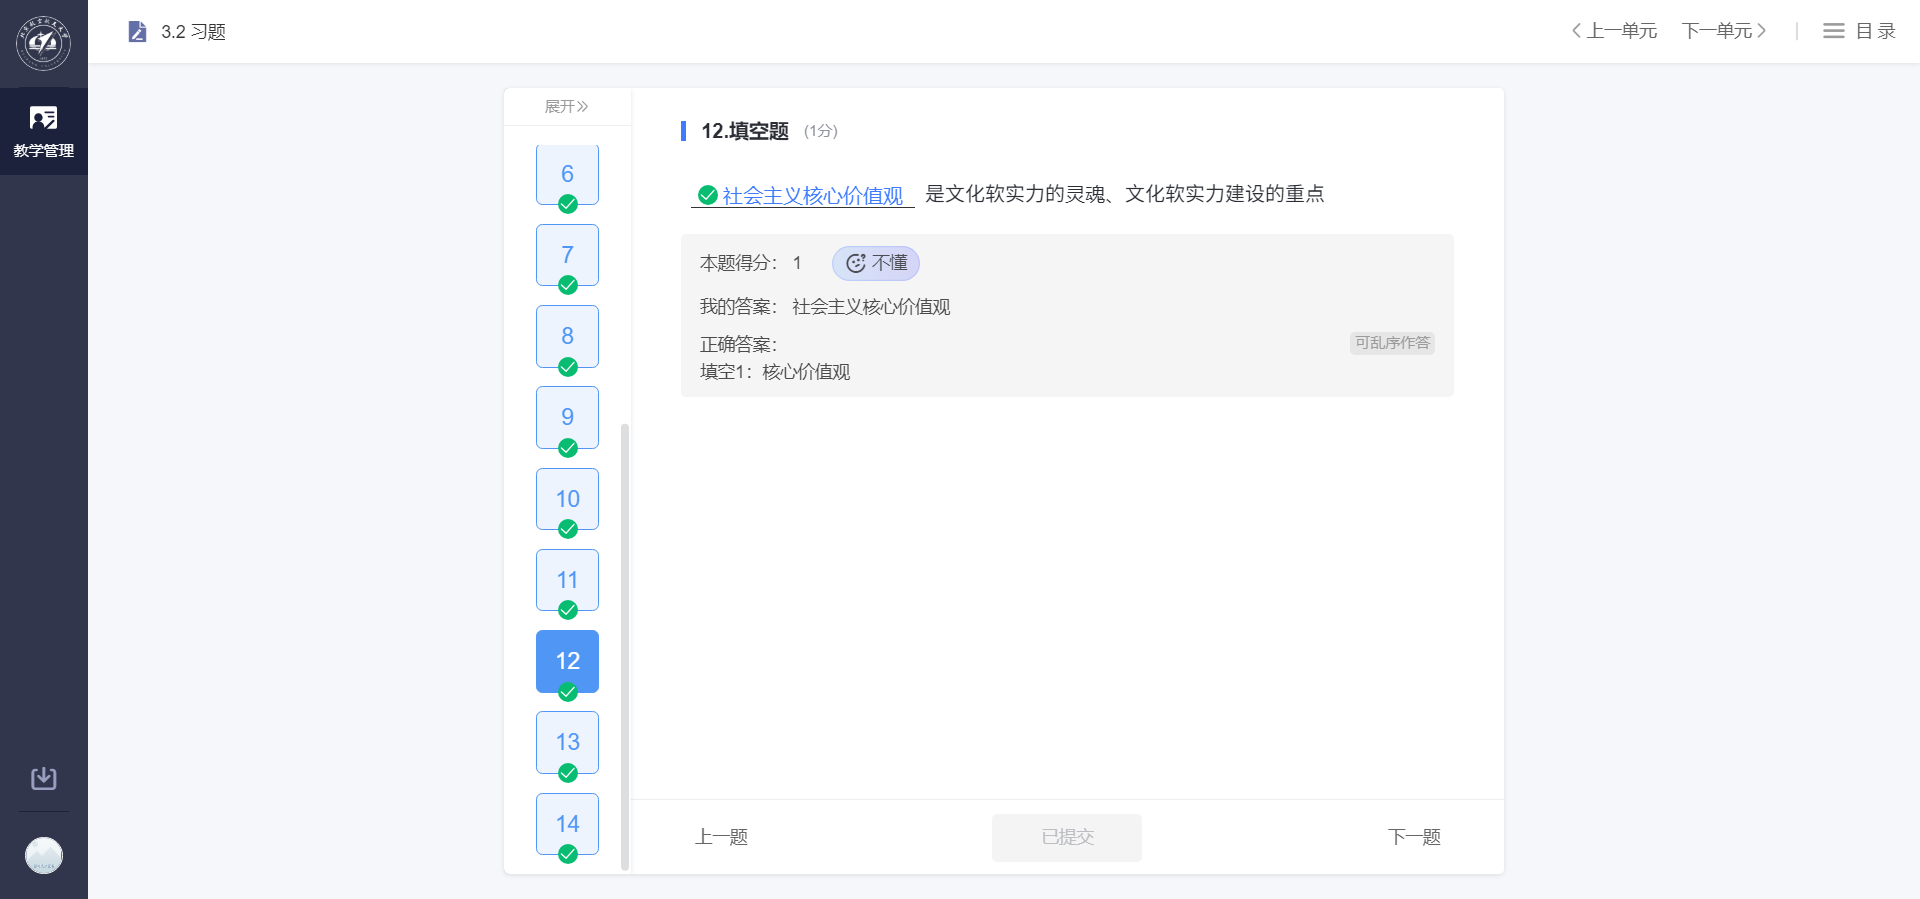 3.2 习题
上一单元 下一单元 目录
教学管理
展开
12.填空题 (1分)
社会主义核心价值观 是文化软实力的灵魂、文化软实力建设的重点
本题得分： 1 不懂
我的答案： 社会主义核心价值观
正确答案： 可乱序作答
填空1：核心价值观
6
7
8
9
10
11
12
13
14
上一题 已提交 下一题